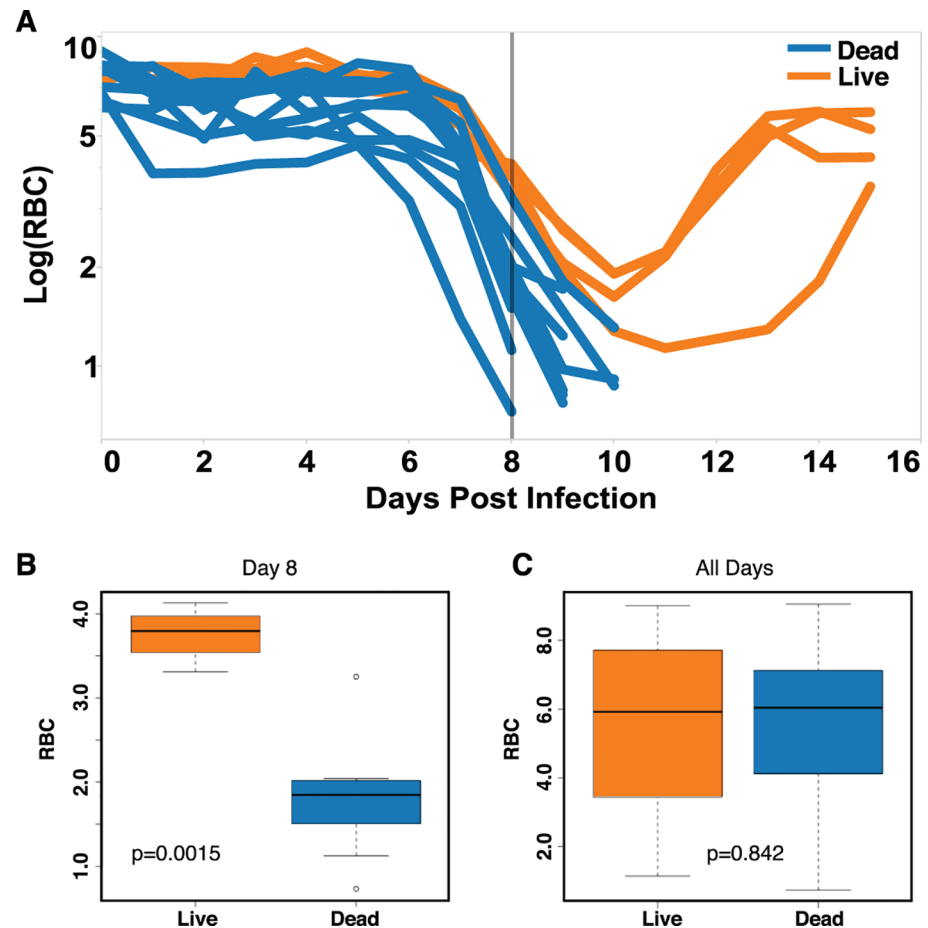 A
Log(RBC)
10
5
2
1
Dead
Live
0 2 4 6 8 10 12 14 16
Days Post Infection
B
Day 8
RBC
4.0
3.0
2.0
1.0
p=0.0015
Live Dead
C
All Days
RBC
8.0
6.0
4.0
2.0
p=0.842
Live Dead